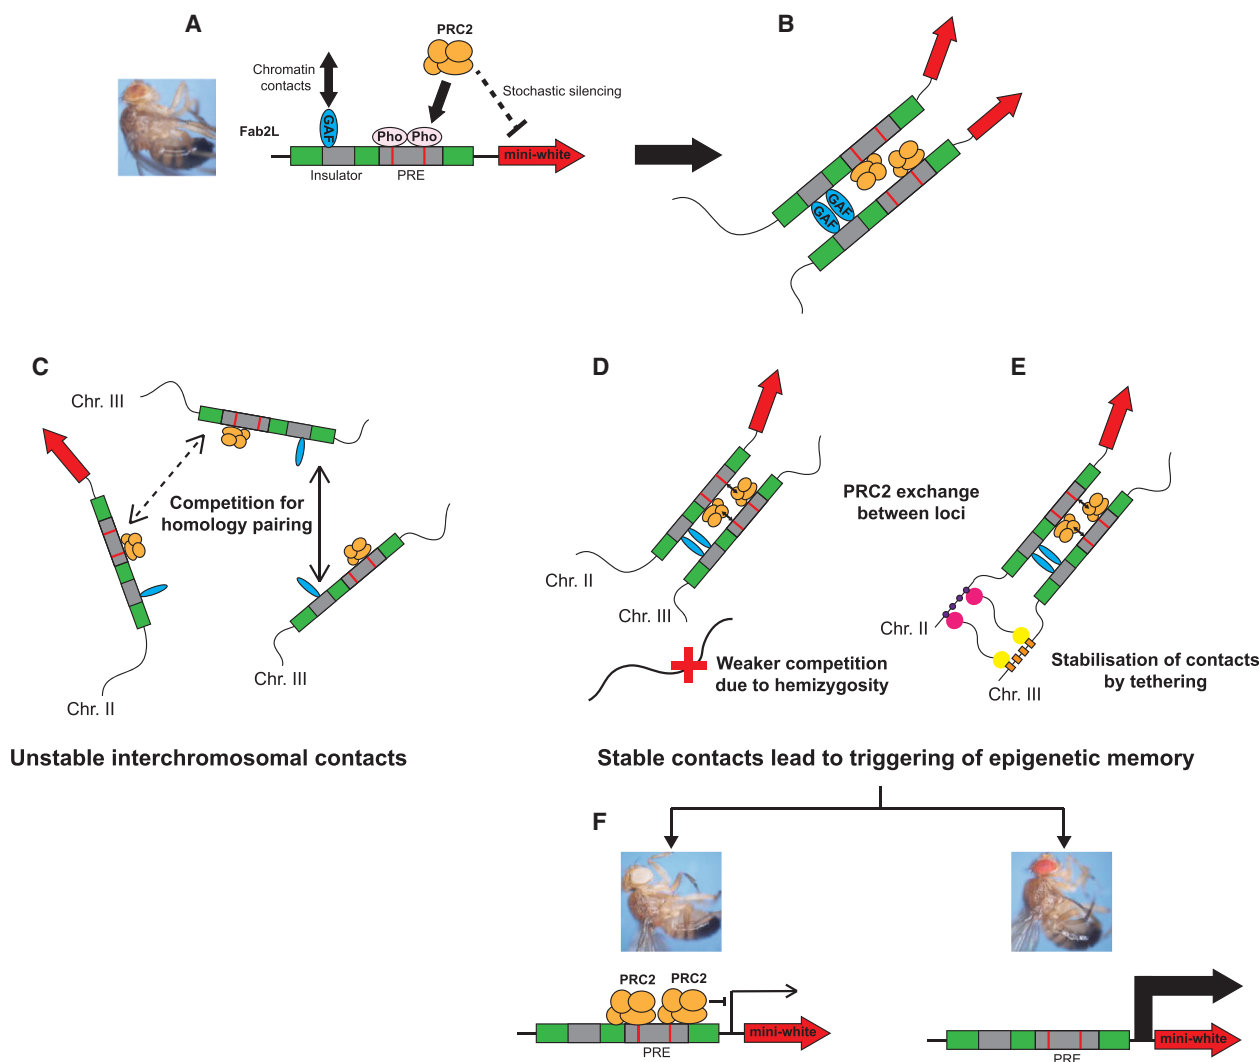 A
PRC2
Chromatin
contacts
Stochastic silencing
Fab2L
GAF
Pho
Pho
mini-white
Insulator
PRE
B
GAF
GAF
C
Chr. III
Competition for
homology pairing
Chr. III
Chr. II
Unstable interchromosomal contacts
D
E
PRC2 exchange
between loci
Chr. II
Chr. III
Weaker competition
due to hemizygosity
Chr. II
Chr. III
Stabilisation of contacts
by tethering
Stable contacts lead to triggering of epigenetic memory
F
PRC2
PRC2
mini-white
PRE
mini-white
PRE